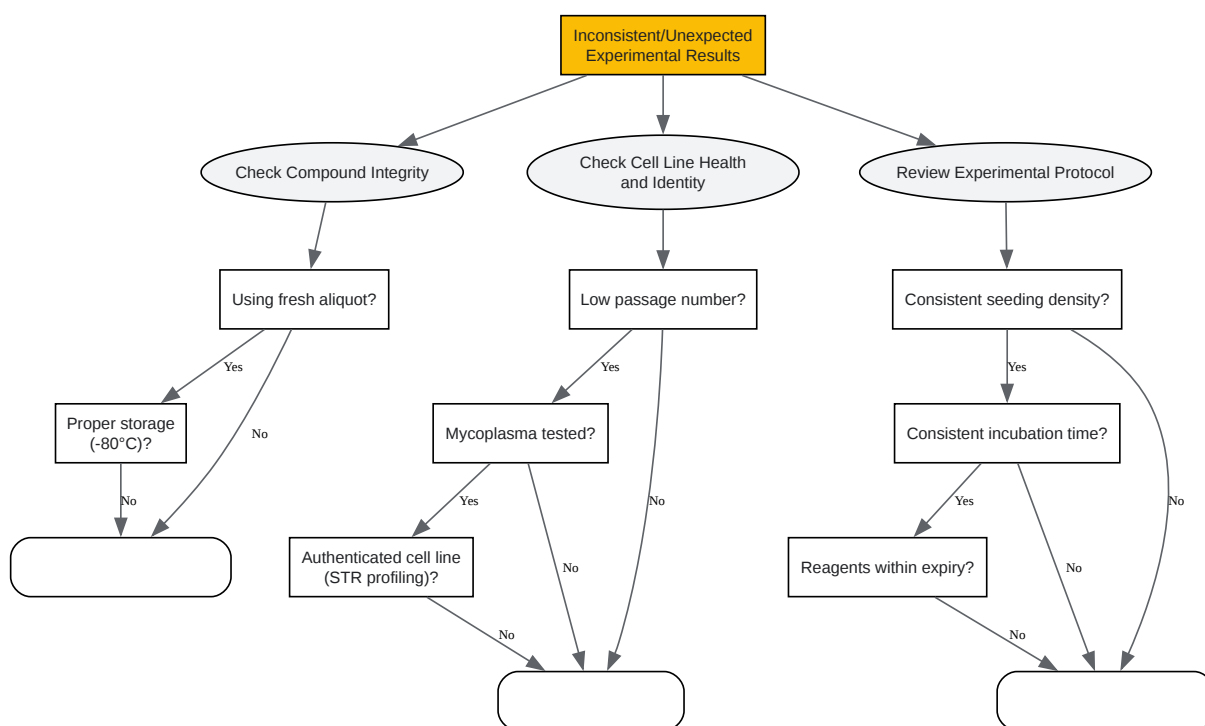 Inconsistent/Unexpected
Experimental Results
Check Compound Integrity
Check Cell Line Health
and Identity
Review Experimental Protocol
Using fresh aliquot?
Low passage number?
Consistent seeding density?
Yes
Yes
Yes
Proper storage
(-80°C)?
No
Mycoplasma tested?
Consistent incubation time?
No
Yes
No
Yes
No
Authenticated cell line
(STR profiling)?
No
Reagents within expiry?
No
No
No